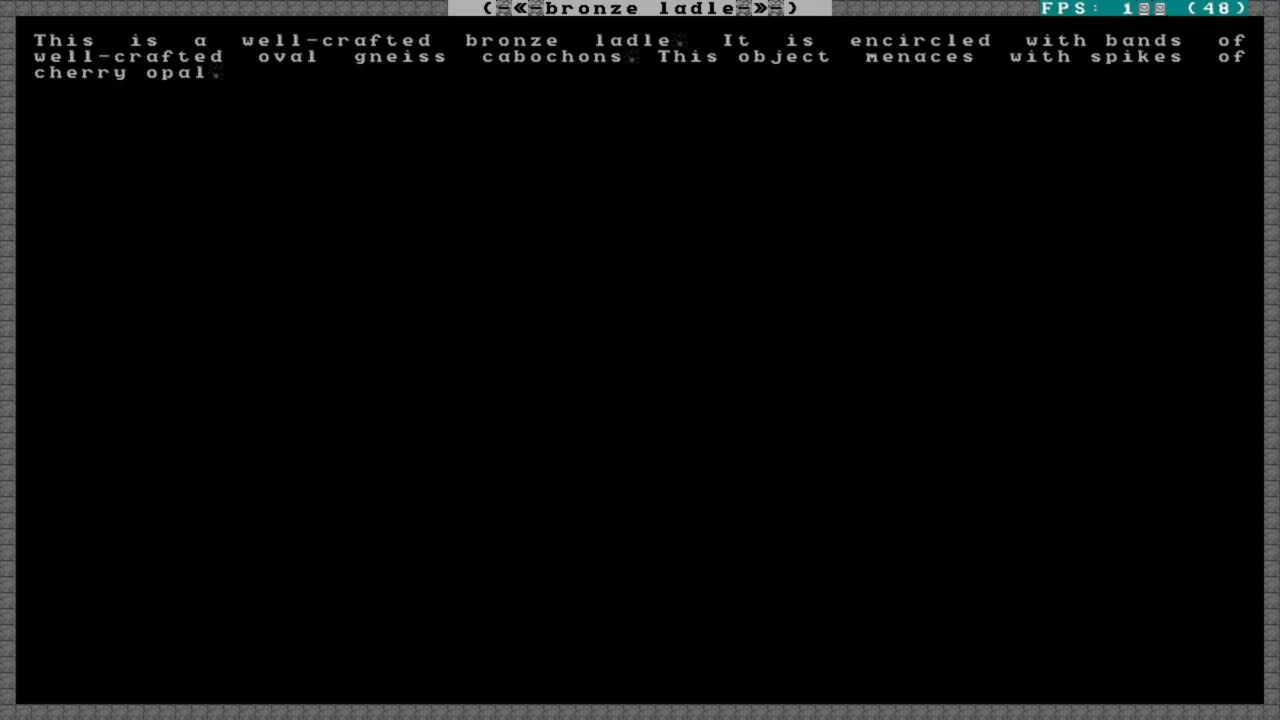 (-«-bronze ladle-»-)
FPS: 100 (48)
This is a well-crafted bronze ladle. It is encircled with bands of
well-crafted oval gneiss cabochons. This object menaces with spikes of
cherry opal.